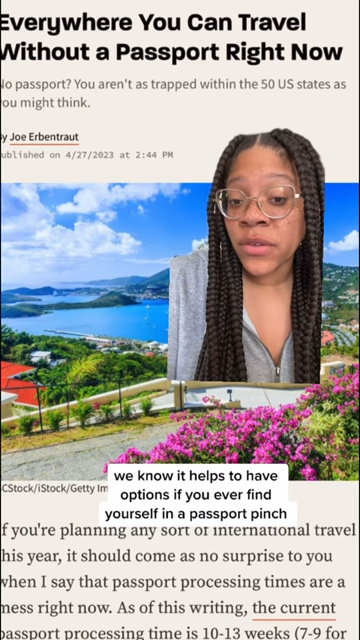 Everywhere You Can Travel
Without a Passport Right Now
No passport? You aren't as trapped within the 50 US states as
you might think.
By Joe Erbentraut
Published on 4/27/2023 at 2:44 PM
we know it helps to have
options if you ever find
yourself in a passport pinch
CStock/iStock/Getty Im
If you're planning any sort of international travel
this year, it should come as no surprise to you
when I say that passport processing times are a
mess right now. As of this writing, the current
passport processing time is 10-13 weeks (7-9 for